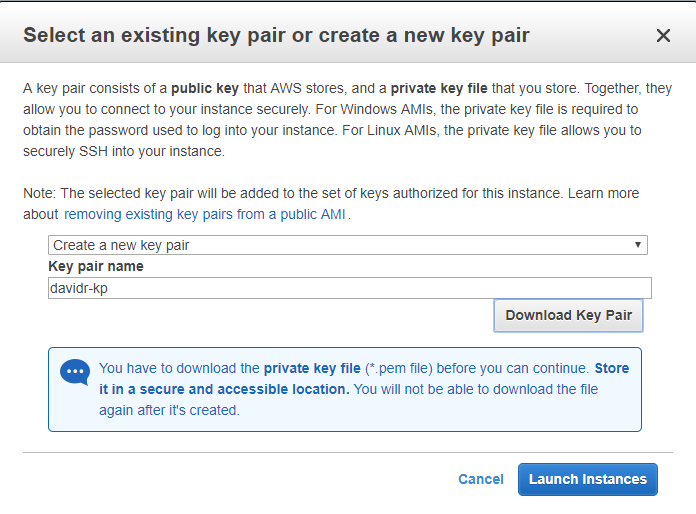 Select an existing key pair or create a new key pair
A key pair consists of a public key that AWS stores, and a private key file that you store. Together, they
allow you to connect to your instance securely. For Windows AMIs, the private key file is required to
obtain the password used to log into your instance. For Linux AMIs, the private key file allows you to
securely SSH into your instance.
Note: The selected key pair will be added to the set of keys authorized for this instance. Learn more
about removing existing key pairs from a public AMI.
Create a new key pair
Key pair name
davidr-kp
Download Key Pair
You have to download the private key file (*.pem file) before you can continue. Store
it in a secure and accessible location. You will not be able to download the file
again after it's created.
Cancel Launch Instances